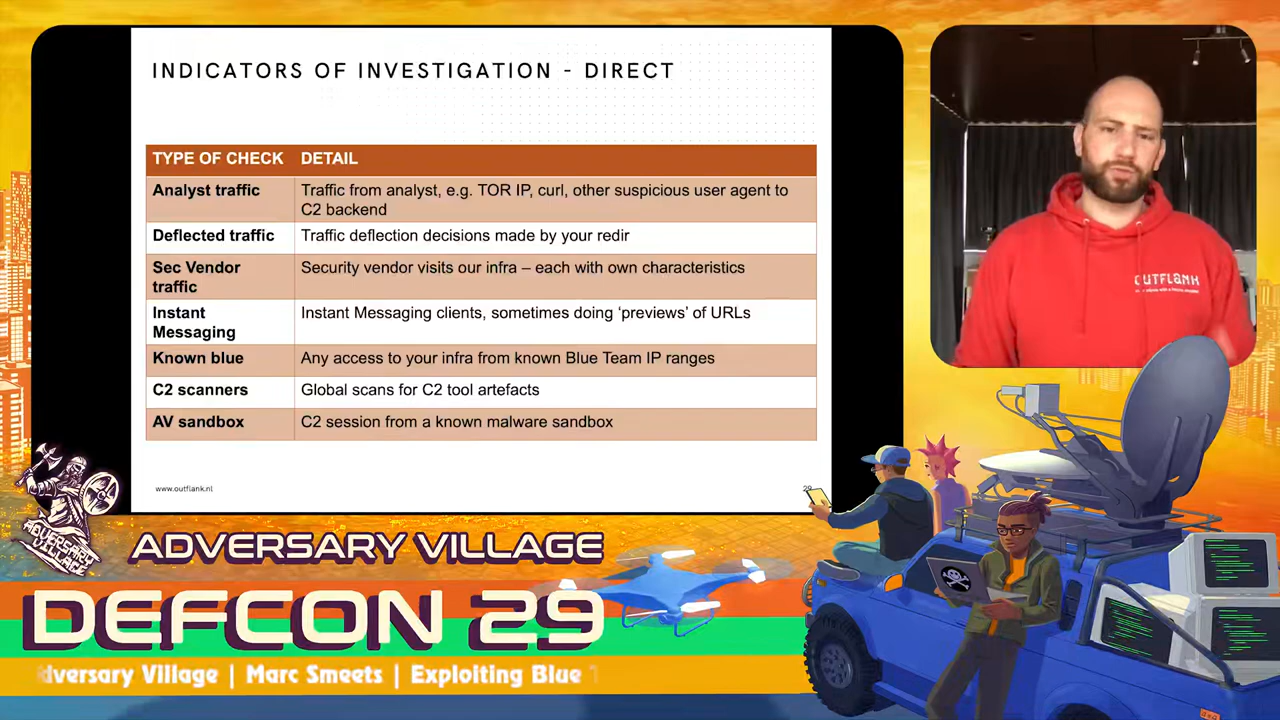 INDICATORS OF INVESTIGATION - DIRECT
TYPE OF CHECK DETAIL
Analyst traffic Traffic from analyst, e.g. TOR IP, curl, other suspicious user agent to
C2 backend
Deflected traffic Traffic deflection decisions made by your redir
Sec Vendor Security vendor visits our infra – each with own characteristics
traffic
Instant Instant Messaging clients, sometimes doing ‘previews’ of URLs
Messaging
Known blue Any access to your infra from known Blue Team IP ranges
C2 scanners Global scans for C2 tool artefacts
AV sandbox C2 session from a known malware sandbox
www.outflank.nl
29
OUTFLANK
ADVERSARY
VILLAGE
ADVERSARY VILLAGE
DEFCON 29
dversary Village | Marc Smeets | Exploiting Blue